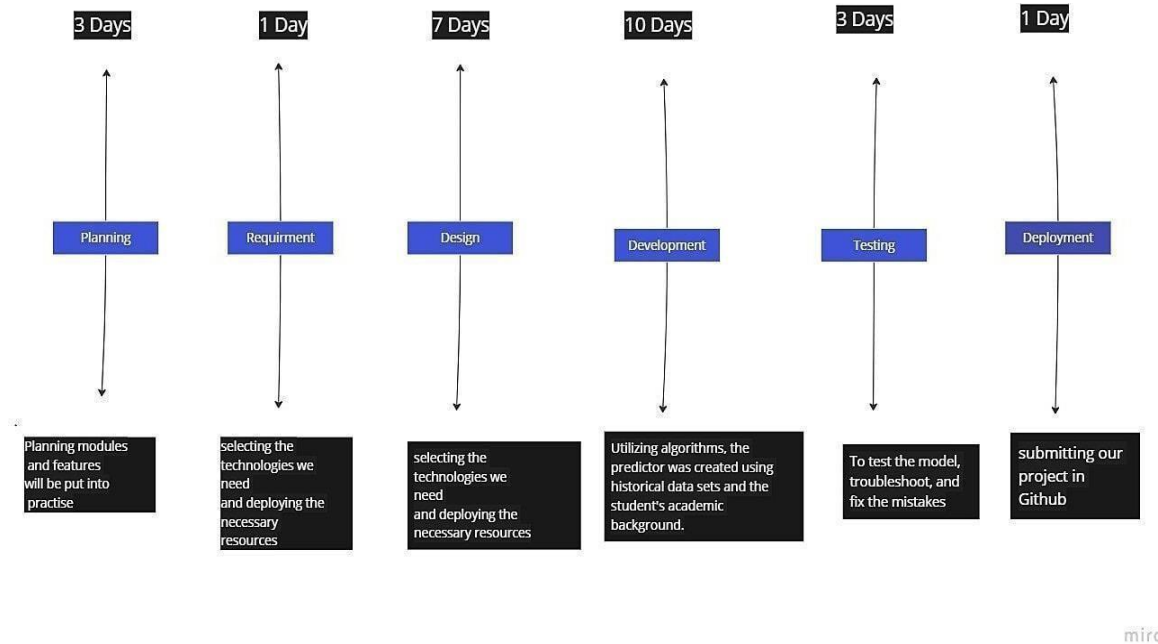 3 Days
1 Day
7 Days
10 Days
3 Days
1 Day
Planning
Requirment
Design
Development
Testing
Deployment
Planning modules
and features
will be put into
practise
selecting the
technologies we
need
and deploying the
necessary
resources
selecting the
technologies we
need
and deploying the
necessary resources
Utilizing algorithms, the
predictor was created using
historical data sets and the
student's academic
background.
To test the model,
troubleshoot, and
fix the mistakes
submitting our
project in
Github